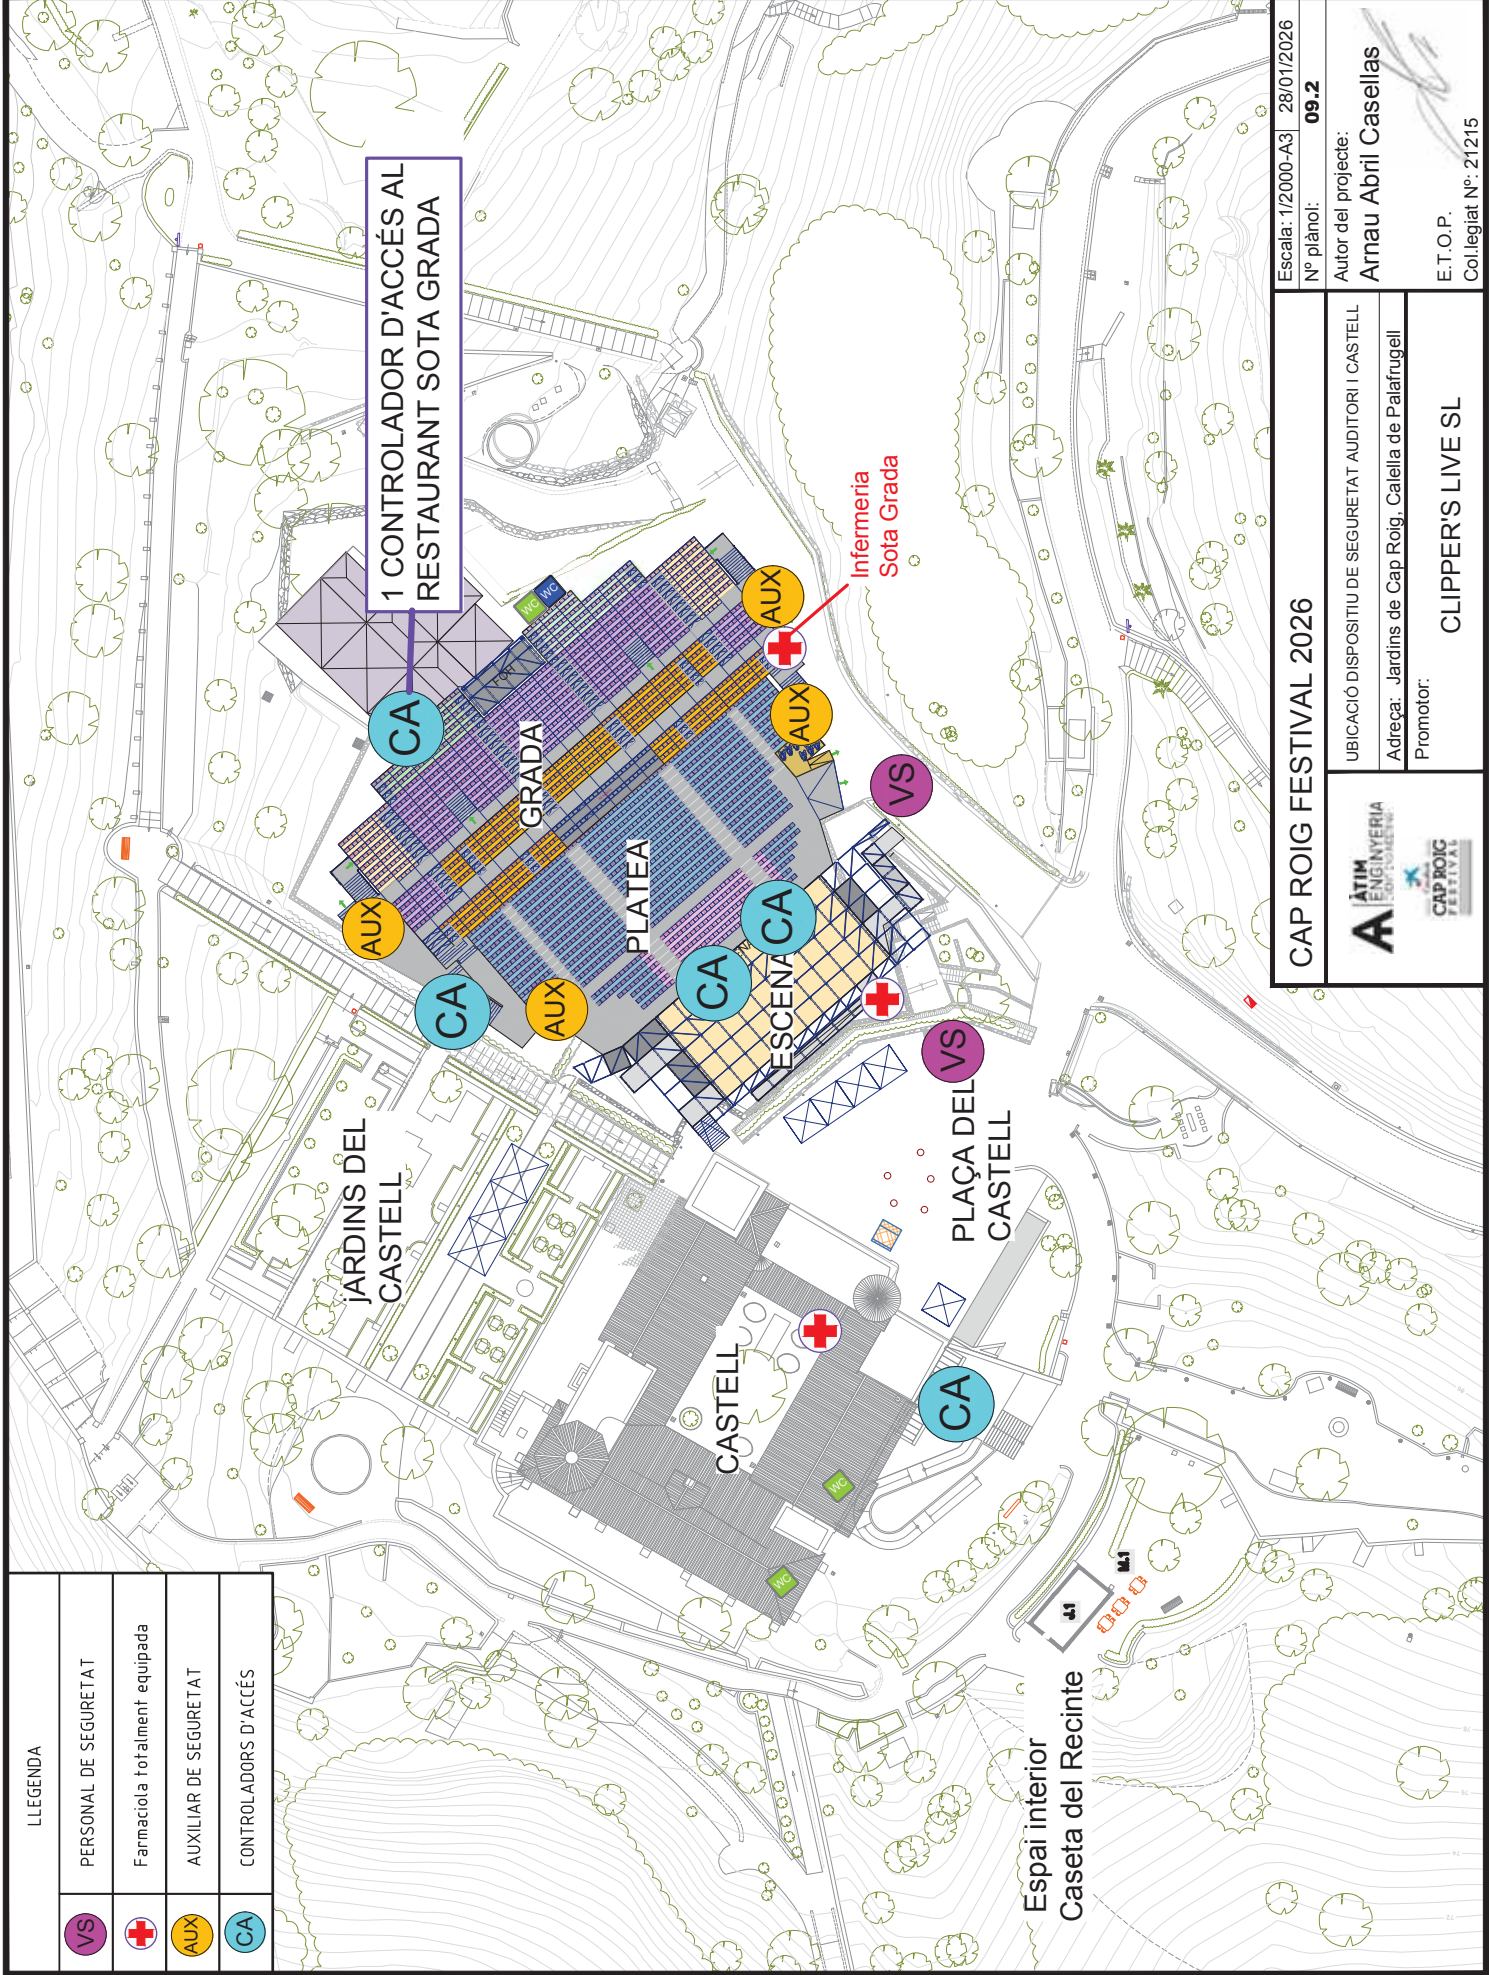 LLEGENDA
VS PERSONAL DE SEGURETAT
Farmaciola totalment equipada
AUX AUXILIAR DE SEGURETAT
CA CONTROLADORS D'ACCÉS
1 CONTROLADOR D'ACCÉS AL
RESTAURANT SOTA GRADA
CA
WC
WC
FOH
GRADA
AUX
Infermeria
Sota Grada
AUX
AUX
VS
PLATEA
CA
CA
CA
AUX
ESCENA
VS
jARDINS DEL
CASTELL
PLAÇA DEL
CASTELL
CASTELL
CA
WC
WC
J.1
M.1
Espai interior
Caseta del Recinte
CAP ROIG FESTIVAL 2026
Escala: 1/2000-A3 28/01/2026
Nº plànol: 09.2
UBICACIÓ DISPOSITIU DE SEGURETAT AUDITORI I CASTELL
Adreça: Jardins de Cap Roig, Calella de Palafrugell
Promotor:
CLIPPER'S LIVE SL
Autor del projecte:
Arnau Abril Casellas
E.T.O.P.
Col.legiat Nº: 21215
ÀTIM
ENGINYERIA
CAP ROIG
FESTIVAL